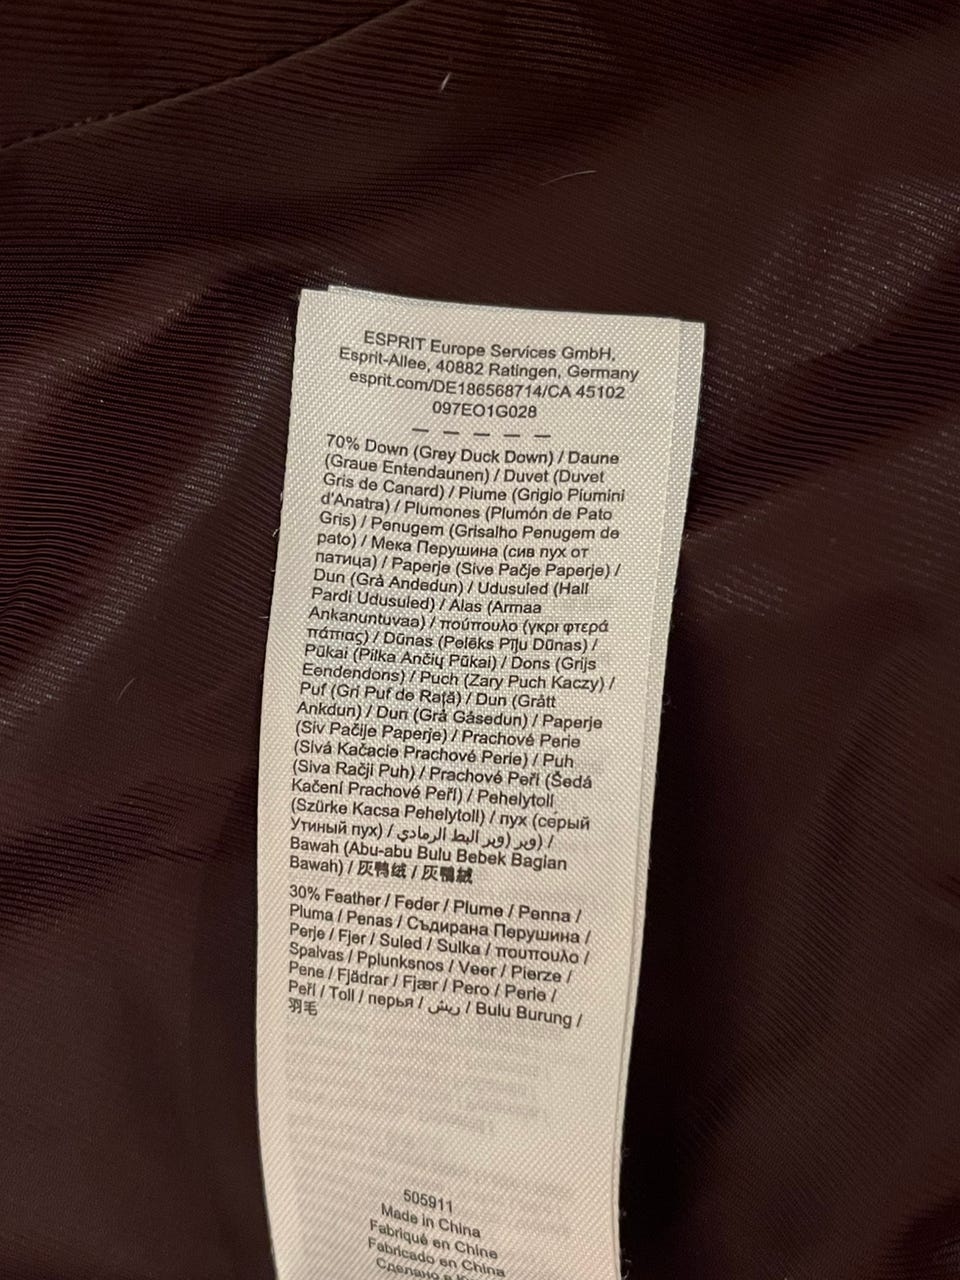 ESPRIT Europe Services GmbH,
Esprit-Allee, 40882 Ratingen, Germany
esprit.com/DE186568714/CA 45102
097EO1G028
— — — — —
70% Down (Grey Duck Down) / Daune
(Graue Entendaunen) / Duvet (Duvet
Gris de Canard) / Piume (Grigio Piumini
d'Anatra) / Plumones (Plumón de Pato
Gris) / Penugem (Grisalho Penugem de
pato) / Мека Перушина (сив пух от
патица) / Paperje (Sive Pačje Paperje) /
Dun (Grå Andedun) / Udusuled (Hall
Pardi Udusuled) / Alas (Armaa
Ankanuntuvaa) / πούπουλο (γκρι φτερά
πάπιας) / Dūnas (Pelēks Pīļu Dūnas) /
Pūkai (Pilka Ančių Pūkai) / Dons (Grijs
Eendendons) / Puch (Zary Puch Kaczy) /
Puf (Gri Puf de Rață) / Dun (Grått
Ankdun) / Dun (Grå Gåsedun) / Paperje
(Siv Pačije Paperje) / Prachové Perie
(Sivá Kačacie Prachové Perie) / Puh
(Siva Račji Puh) / Prachové Peří (Šedá
Kačení Prachové Peří) / Pehelytoll
(Szürke Kacsa Pehelytoll) / пух (серый
Утиный пух) / وبر (وبر البط الرمادي) /
Bawah (Abu-abu Bulu Bebek Bagian
Bawah) / 灰鸭绒 / 灰鴨絨
30% Feather / Feder / Plume / Penna /
Pluma / Penas / Съдирана Перушина /
Perje / Fjer / Suled / Sulka / πουπουλο /
Spalvas / Pplunksnos / Veer / Pierze /
Pene / Fjädrar / Fjær / Pero / Perie /
Peří / Toll / перья / ريش / Bulu Burung /
羽毛
505911
Made in China
Fabriqué en Chine
Fabricado en China
Сделано в